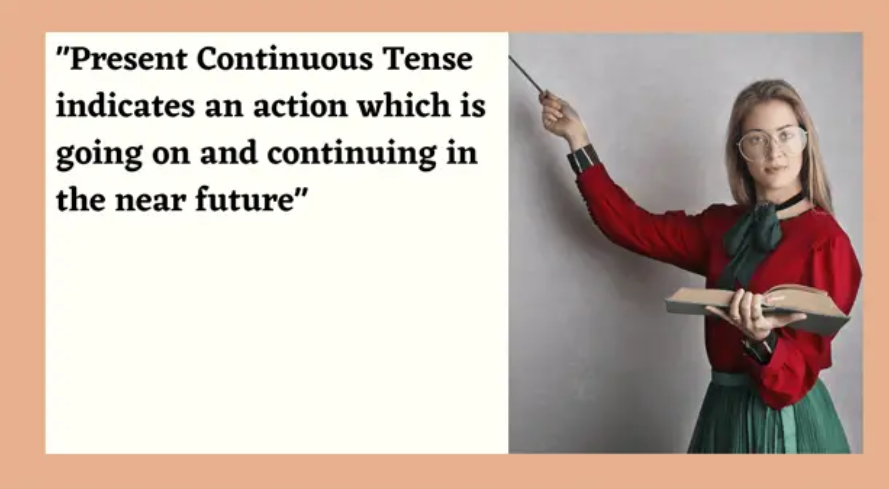 "Present Continuous Tense
indicates an action which is
going on and continuing in
the near future"